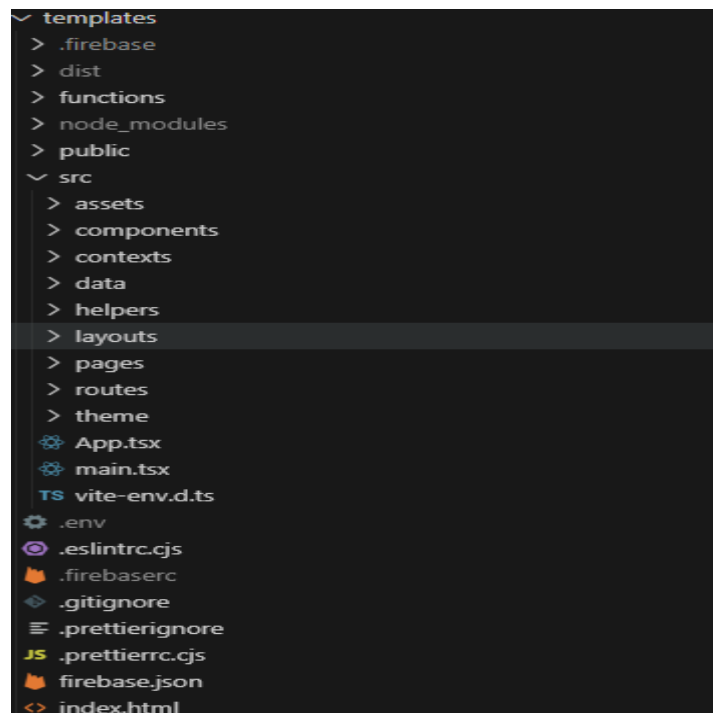 templates
.firebase
dist
functions
node_modules
public
src
assets
components
contexts
data
helpers
layouts
pages
routes
theme
App.tsx
main.tsx
TS vite-env.d.ts
.env
.eslintrc.cjs
.firebaserc
.gitignore
.prettierignore
JS .prettierrc.cjs
firebase.json
index.html